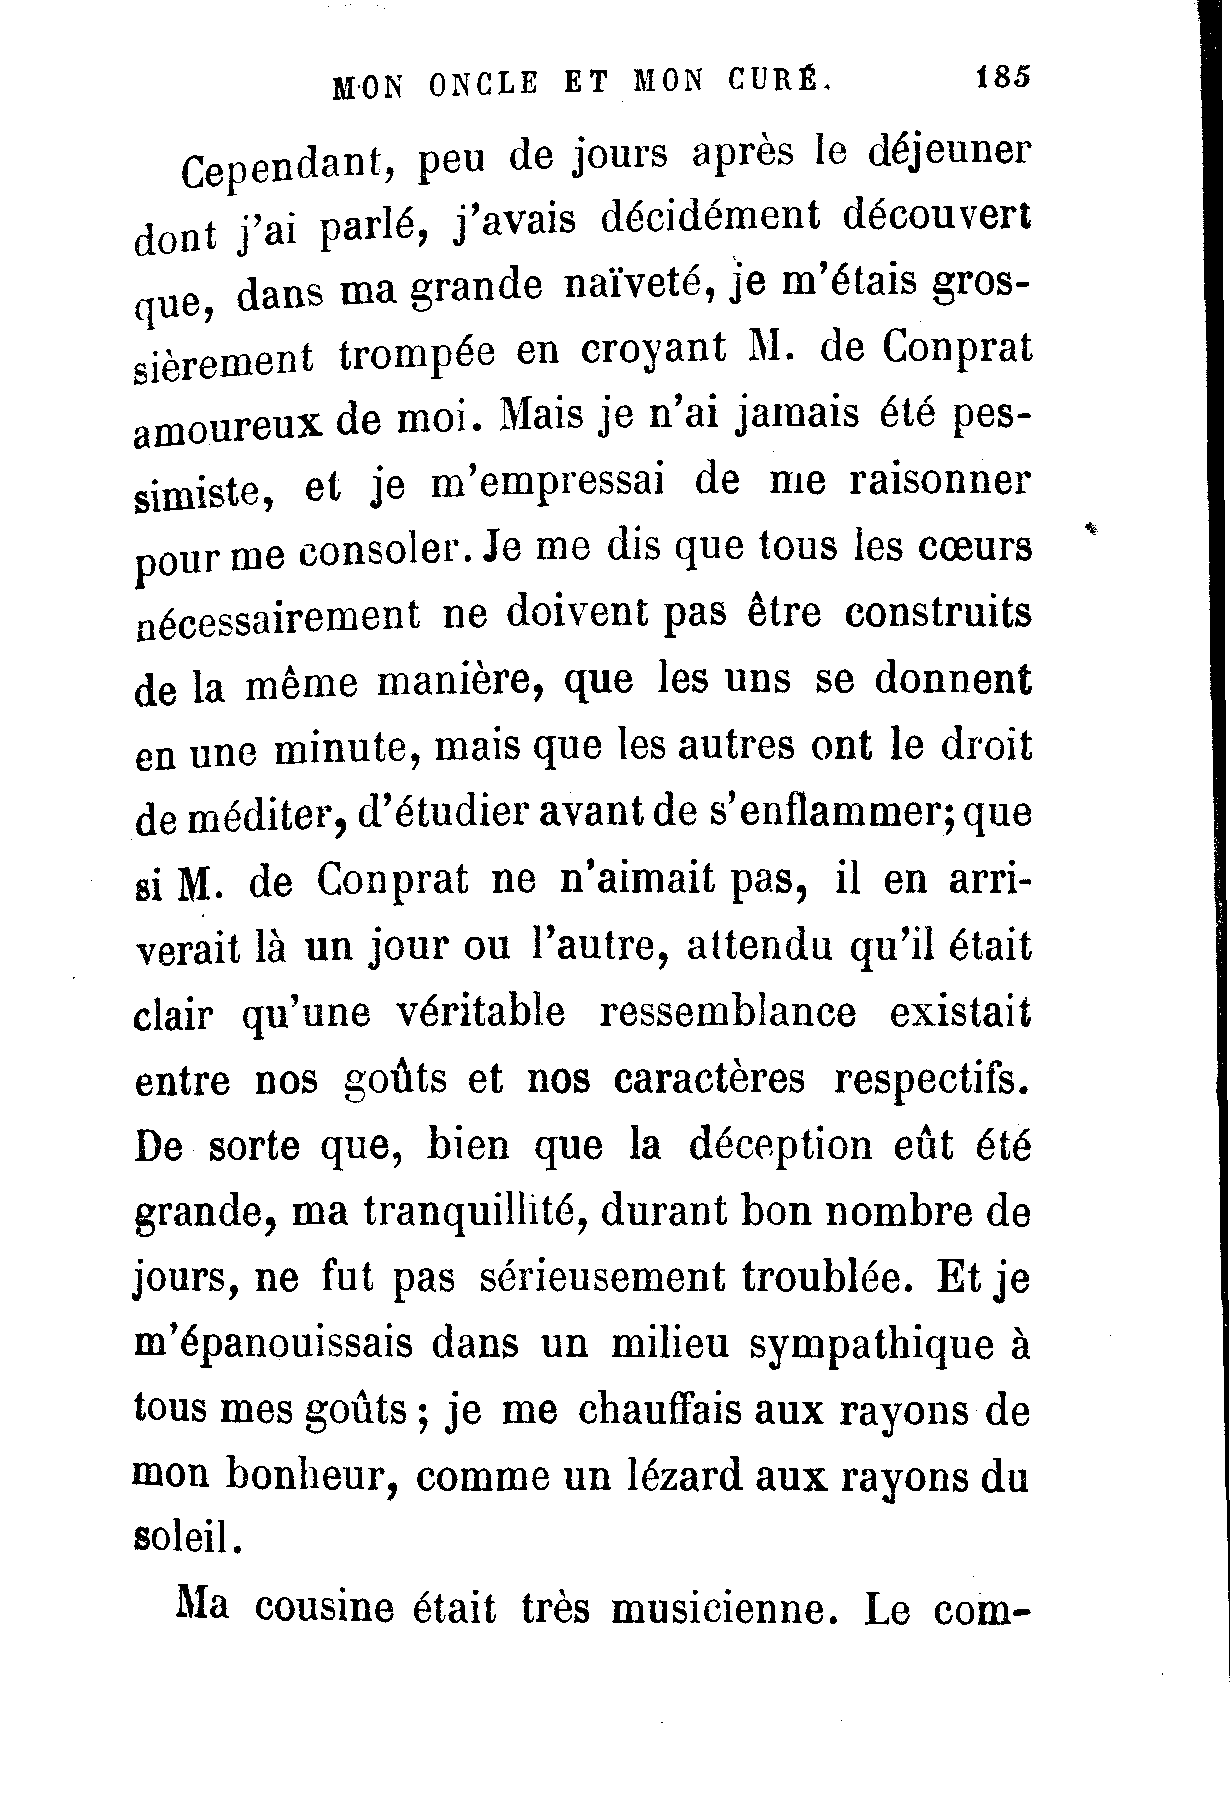 MON ONCLE ET MON CURÉ. 185
Cependant, peu de jours après le déjeuner
dont j'ai parlé, j'avais décidément découvert
que, dans ma grande naïveté, je m'étais gros-
sièrement trompée en croyant M. de Conprat
amoureux de moi. Mais je n'ai jamais été pes-
simiste, et je m'empressai de me raisonner
pour me consoler. Je me dis que tous les cœurs
nécessairement ne doivent pas être construits
de la même manière, que les uns se donnent
en une minute, mais que les autres ont le droit
de méditer, d'étudier avant de s'enflammer; que
si M. de Conprat ne n'aimait pas, il en arri-
verait là un jour ou l'autre, attendu qu'il était
clair qu'une véritable ressemblance existait
entre nos goûts et nos caractères respectifs.
De sorte que, bien que la déception eût été
grande, ma tranquillité, durant bon nombre de
jours, ne fut pas sérieusement troublée. Et je
m'épanouissais dans un milieu sympathique à
tous mes goûts ; je me chauffais aux rayons de
mon bonheur, comme un lézard aux rayons du
soleil.
Ma cousine était très musicienne. Le com-